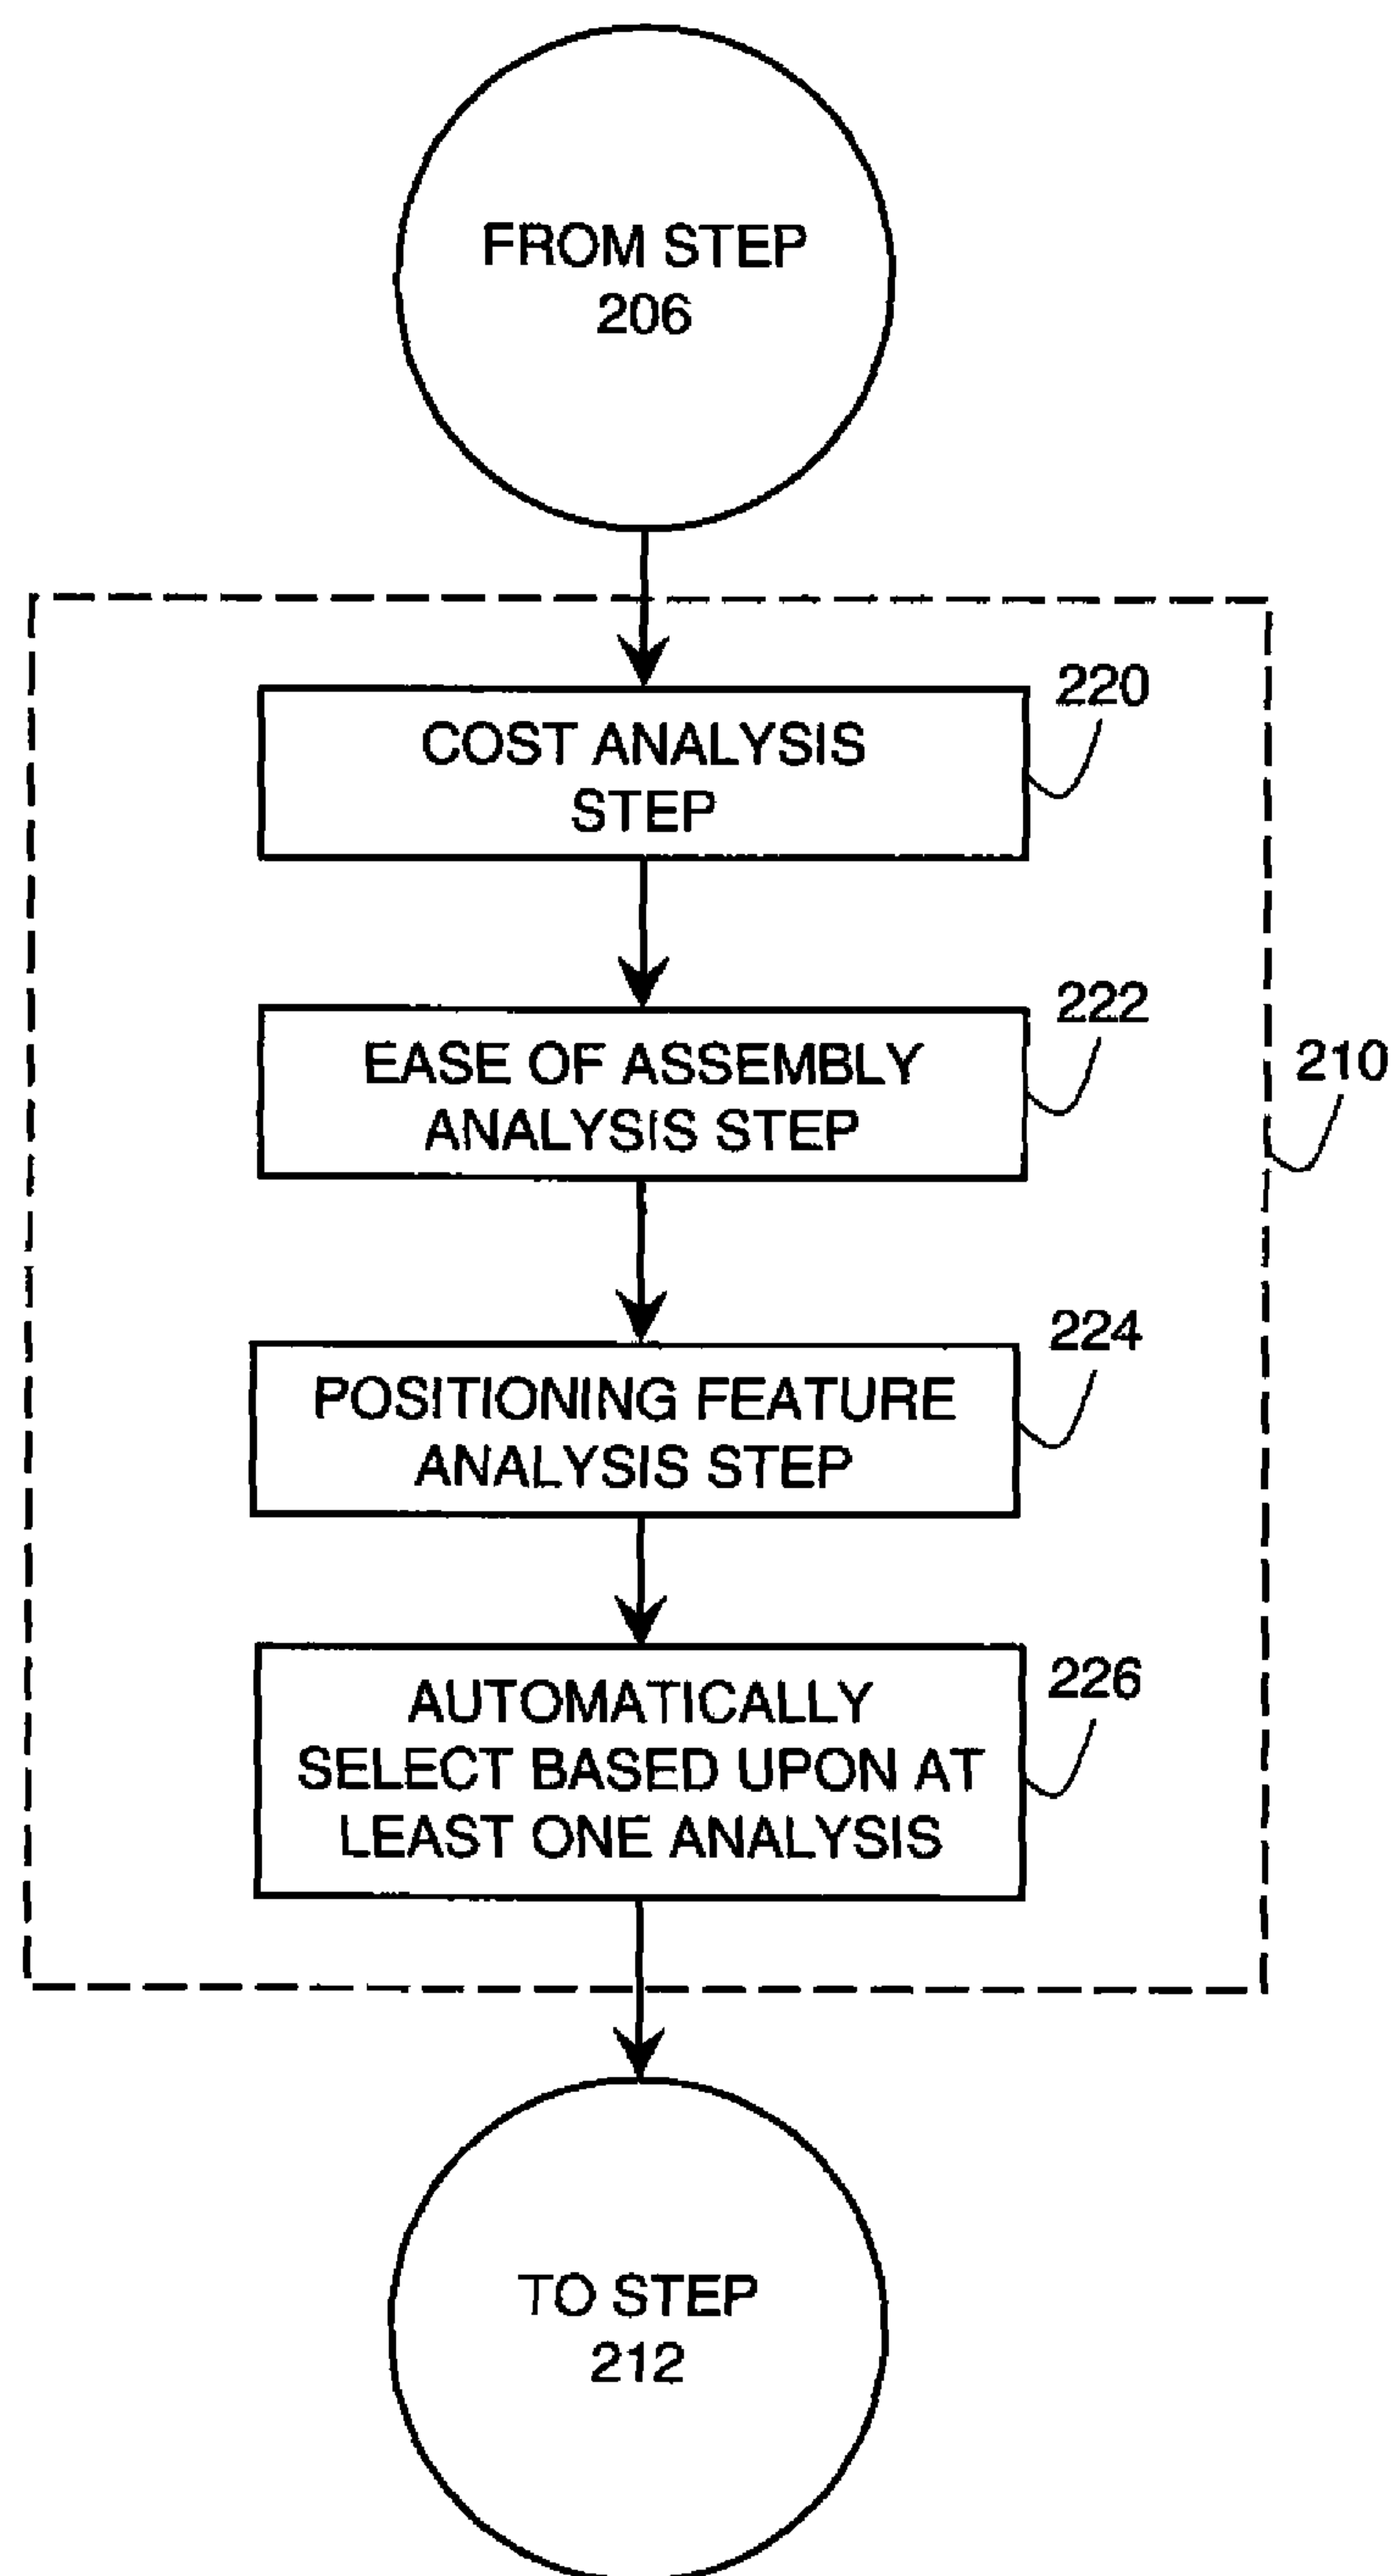 FROM STEP
206
220
COST ANALYSIS
STEP
222
EASE OF ASSEMBLY
ANALYSIS STEP
210
224
POSITIONING FEATURE
ANALYSIS STEP
226
AUTOMATICALLY
SELECT BASED UPON AT
LEAST ONE ANALYSIS
TO STEP
212